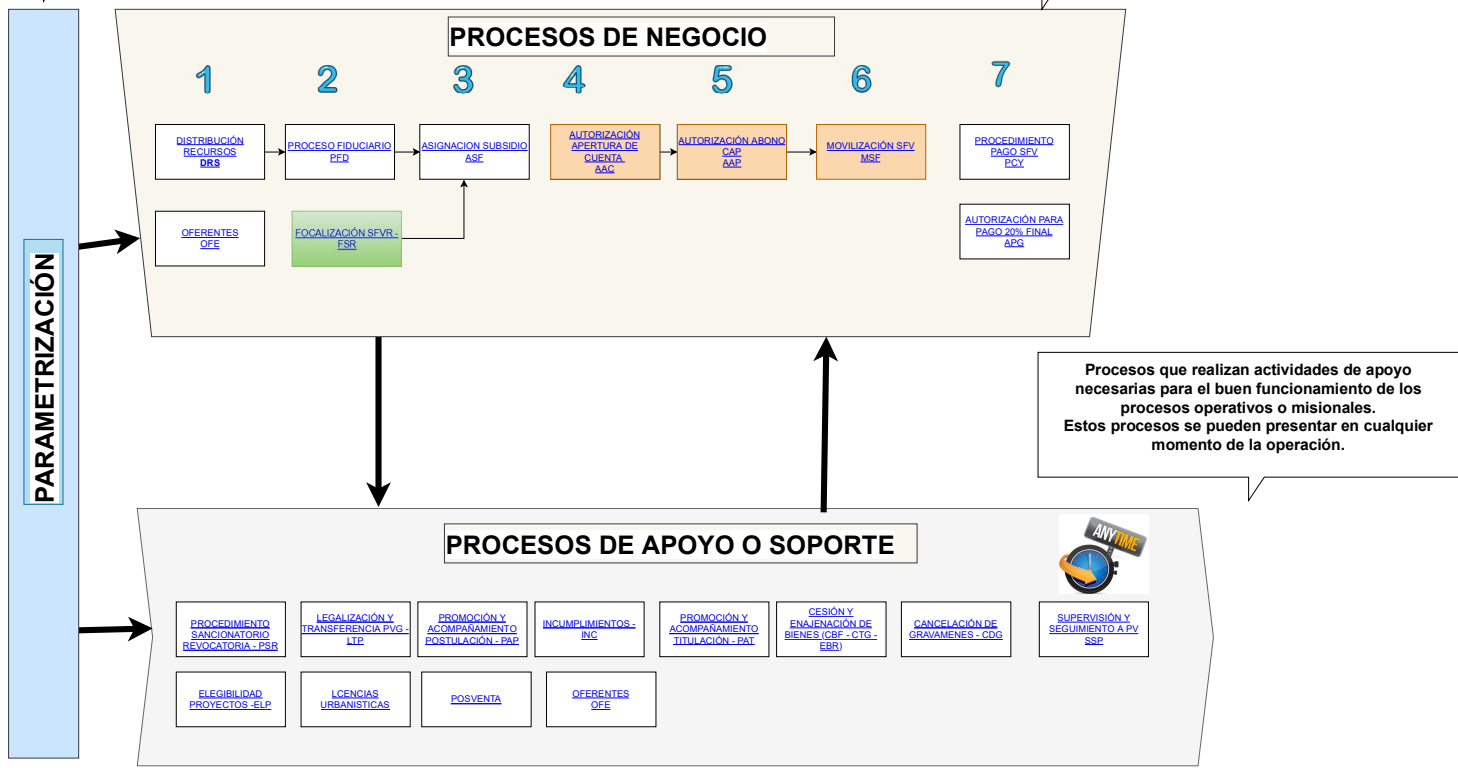 PARAMETRIZACIÓN
PROCESOS DE NEGOCIO
1
2
3
4
5
6
7
DISTRIBUCIÓN
RECURSOS
DRS
PROCESO FIDUCIARIO
PFD
ASIGNACION SUBSIDIO
ASF
AUTORIZACIÓN
APERTURA DE
CUENTA
AAC
AUTORIZACIÓN ABONO
CAP
AAP
MOVILIZACIÓN SFV
MSF
PROCEDIMIENTO
PAGO SFV
PCY
OFERENTES
OFE
FOCALIZACIÓN SFVR -
FSR
AUTORIZACIÓN PARA
PAGO 20% FINAL
APG
Procesos que realizan actividades de apoyo
necesarias para el buen funcionamiento de los
procesos operativos o misionales.
Estos procesos se pueden presentar en cualquier
momento de la operación.
PROCESOS DE APOYO O SOPORTE
ANYTIME
PROCEDIMIENTO
SANCIONATORIO
REVOCATORIA - PSR
LEGALIZACIÓN Y
TRANSFERENCIA PVG -
LTP
PROMOCIÓN Y
ACOMPAÑAMIENTO
POSTULACIÓN - PAP
INCUMPLIMIENTOS -
INC
PROMOCIÓN Y
ACOMPAÑAMIENTO
TITULACIÓN - PAT
CESIÓN Y
ENAJENACIÓN DE
BIENES (CBF - CTG -
EBR)
CANCELACIÓN DE
GRAVAMENES - CDG
SUPERVISIÓN Y
SEGUIMIENTO A PV
SSP
ELEGIBILIDAD
PROYECTOS -ELP
LCENCIAS
URBANISTICAS
POSVENTA
OFERENTES
OFE